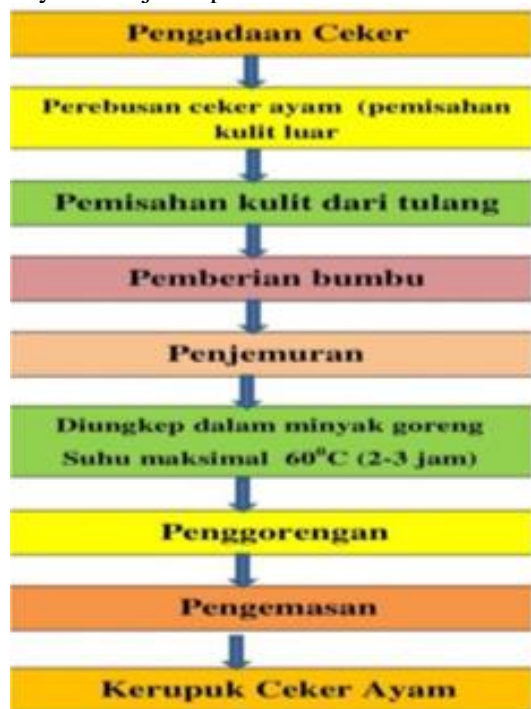 Pengadaan Ceker
Perebusan ceker ayam (pemisahan
kulit luar
Pemisahan kulit dari tulang
Pemberian bumbu
Penjemuran
Diungkep dalam minyak goreng
Suhu maksimal 60⁰C (2-3 jam)
Penggorengan
Pengemasan
Kerupuk Ceker Ayam